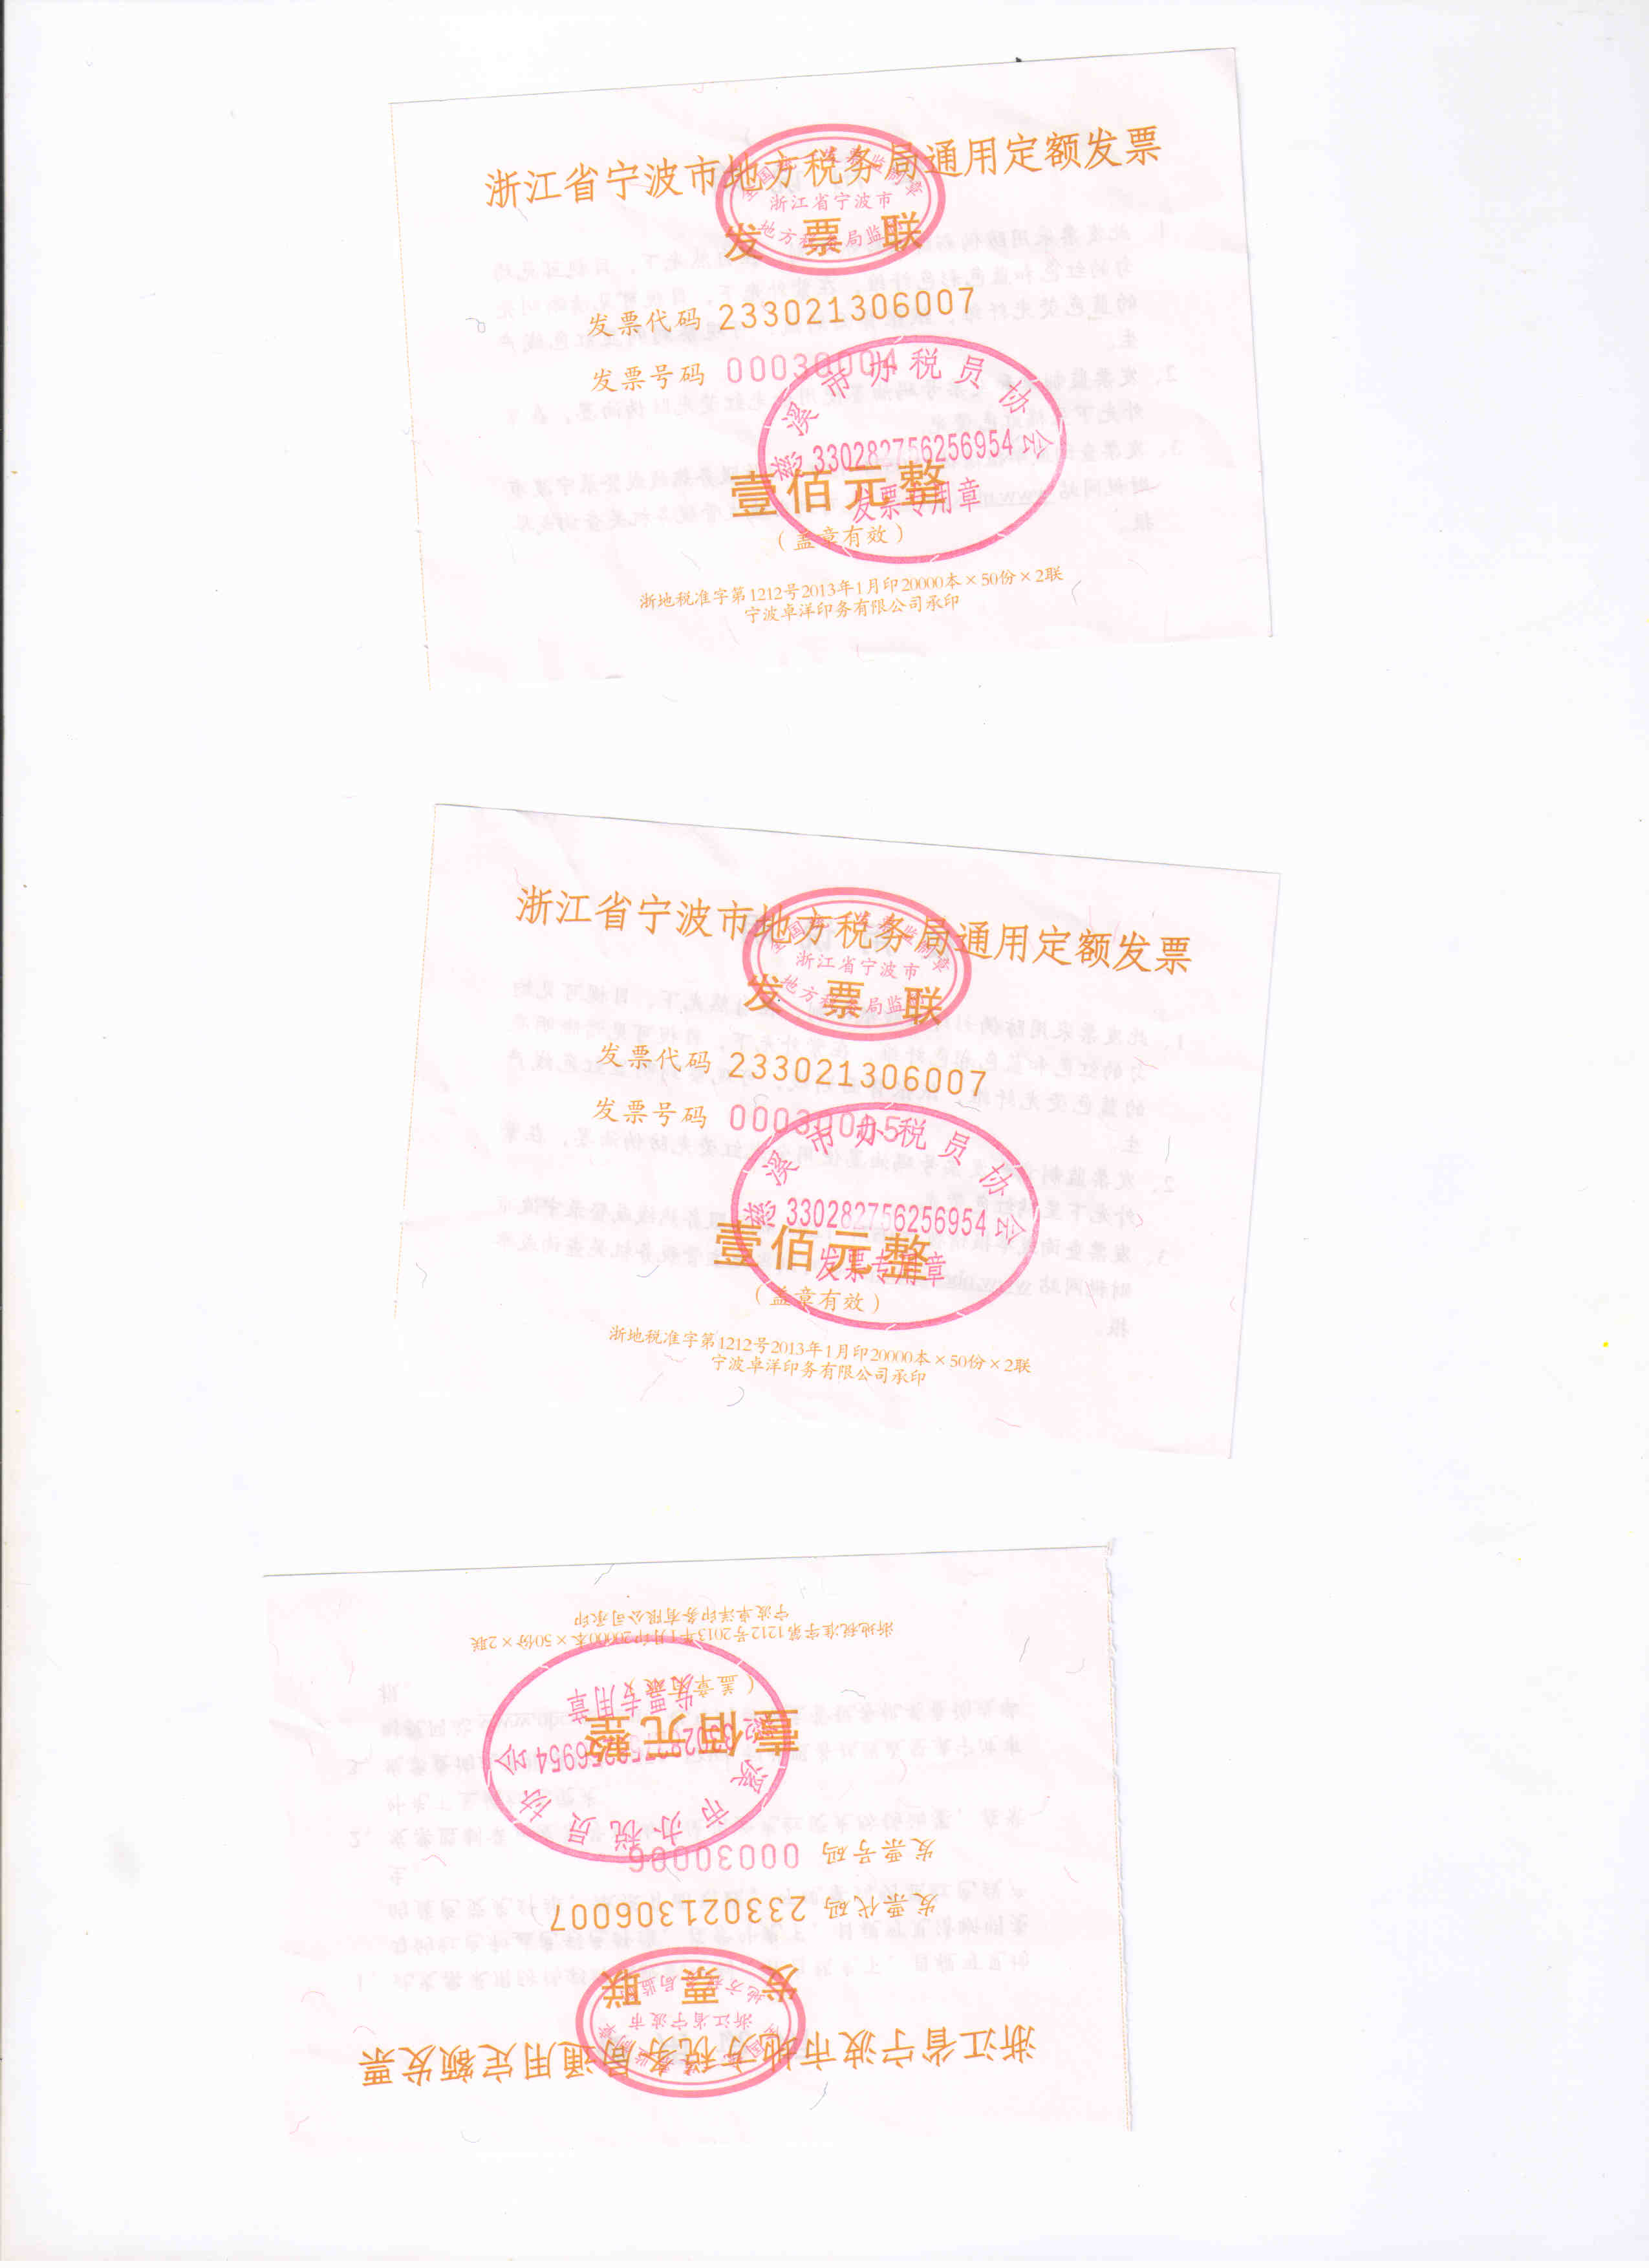 浙江省宁波市地方税务局通用定额发票
全国统一发票监制章
浙江省宁波市
地方税务局监制
发 票 联
发票代码 233021306007
发票号码 00030004
慈溪市办税员协会
330282756256954
壹佰元整
发票专用章
（盖章有效）
浙地税准字第1212号2013年1月印20000本×50份×2联
宁波卓洋印务有限公司承印
浙江省宁波市地方税务局通用定额发票
全国统一发票监制章
浙江省宁波市
地方税务局监制
发 票 联
发票代码 233021306007
发票号码 00030005
慈溪市办税员协会
330282756256954
壹佰元整
发票专用章
（盖章有效）
浙地税准字第1212号2013年1月印20000本×50份×2联
宁波卓洋印务有限公司承印
浙江省宁波市地方税务局通用定额发票
全国统一发票监制章
浙江省宁波市
地方税务局监制
发 票 联
发票代码 233021306007
发票号码 00030006
慈溪市办税员协会
330282756256954
壹佰元整
发票专用章
（盖章有效）
浙地税准字第1212号2013年1月印20000本×50份×2联
宁波卓洋印务有限公司承印